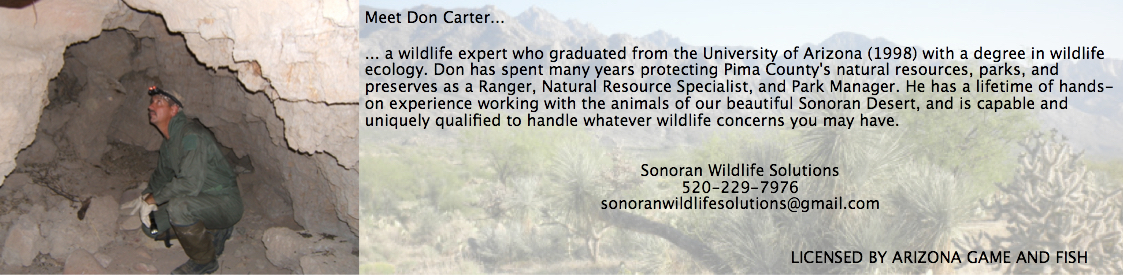 Meet Don Carter...
... a wildlife expert who graduated from the University of Arizona (1998) with a degree in wildlife
ecology. Don has spent many years protecting Pima County's natural resources, parks, and
preserves as a Ranger, Natural Resource Specialist, and Park Manager. He has a lifetime of hands-
on experience working with the animals of our beautiful Sonoran Desert, and is capable and
uniquely qualified to handle whatever wildlife concerns you may have.
Sonoran Wildlife Solutions
520-229-7976
sonoranwildlifesolutions@gmail.com
LICENSED BY ARIZONA GAME AND FISH